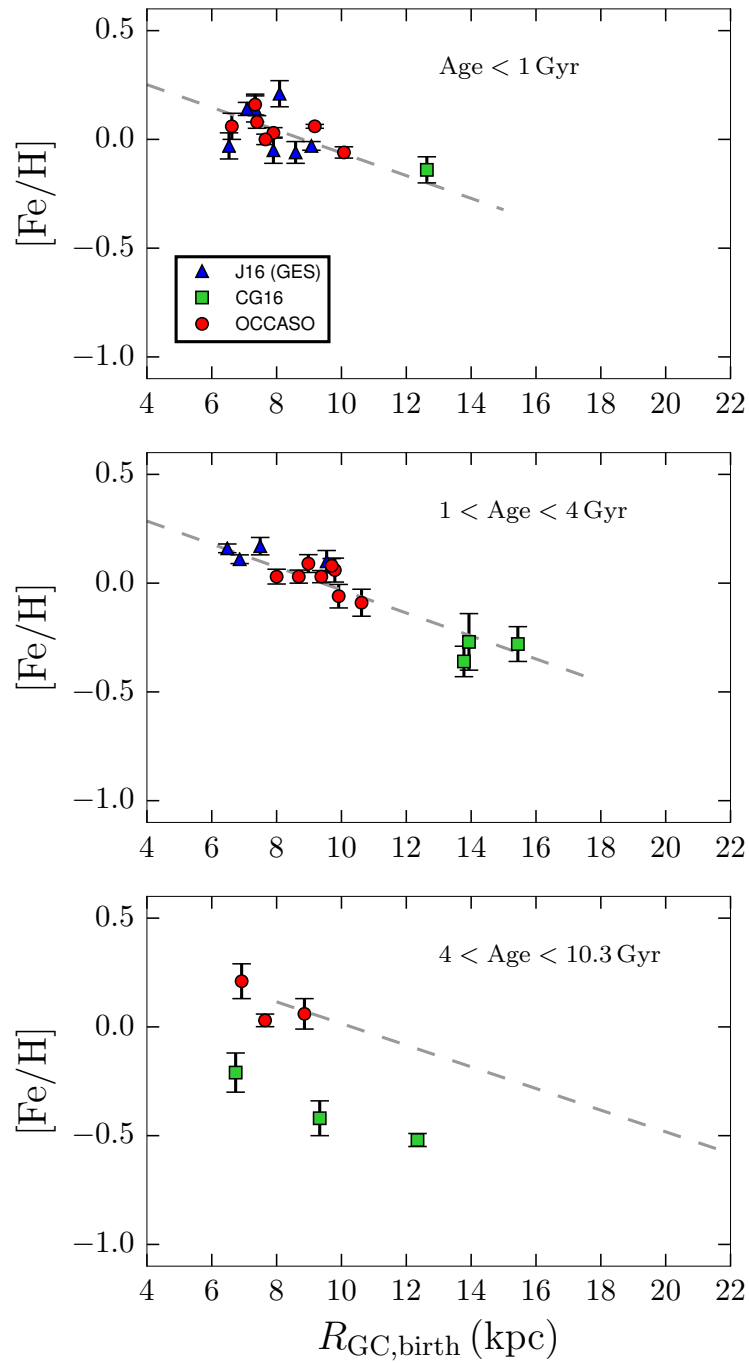 0.5
0.0
−0.5
−1.0
[Fe/H]
Age < 1 Gyr
J16 (GES)
CG16
OCCASO
4 6 8 10 12 14 16 18 20 22
0.5
0.0
−0.5
−1.0
[Fe/H]
1 < Age < 4 Gyr
4 6 8 10 12 14 16 18 20 22
0.5
0.0
−0.5
−1.0
[Fe/H]
4 < Age < 10.3 Gyr
4 6 8 10 12 14 16 18 20 22
R_GC,birth (kpc)